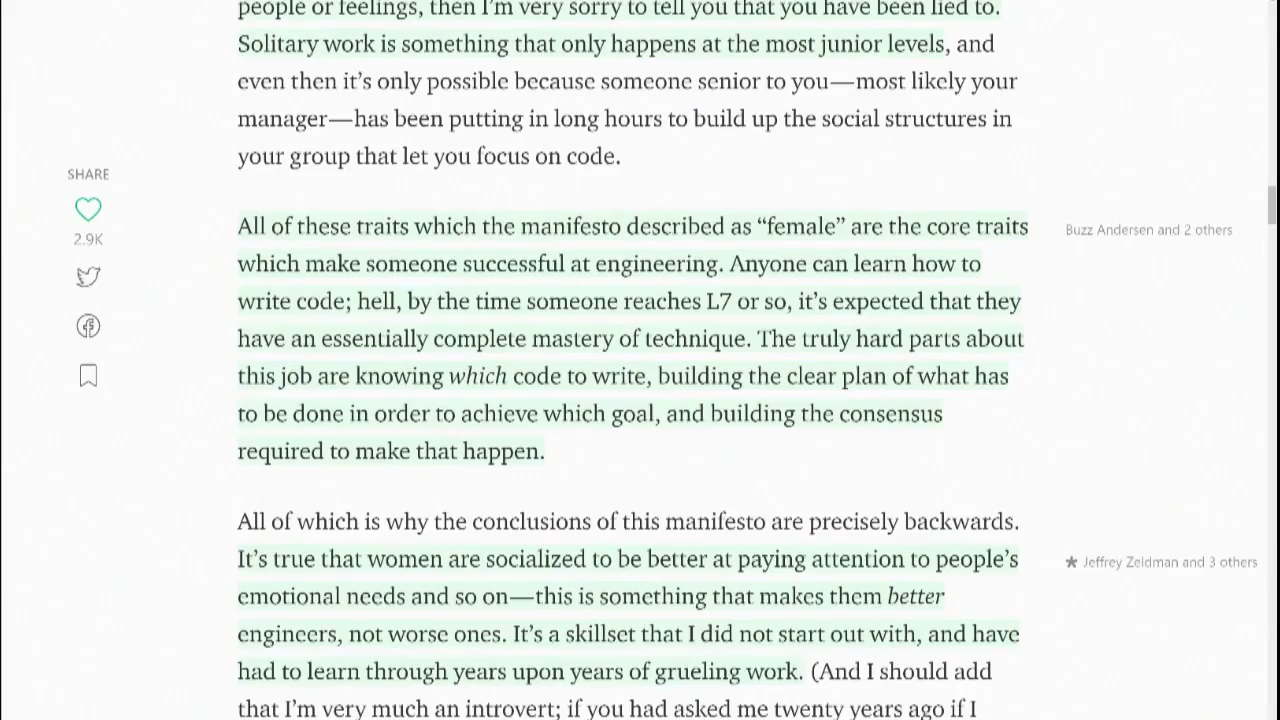 people or feelings, then I'm very sorry to tell you that you have been lied to.
Solitary work is something that only happens at the most junior levels, and
even then it's only possible because someone senior to you—most likely your
manager—has been putting in long hours to build up the social structures in
your group that let you focus on code.
SHARE
2.9K
All of these traits which the manifesto described as “female” are the core traits
which make someone successful at engineering. Anyone can learn how to
write code; hell, by the time someone reaches L7 or so, it's expected that they
have an essentially complete mastery of technique. The truly hard parts about
this job are knowing which code to write, building the clear plan of what has
to be done in order to achieve which goal, and building the consensus
required to make that happen.
Buzz Andersen and 2 others
All of which is why the conclusions of this manifesto are precisely backwards.
It's true that women are socialized to be better at paying attention to people's
emotional needs and so on—this is something that makes them better
engineers, not worse ones. It's a skillset that I did not start out with, and have
had to learn through years upon years of grueling work. (And I should add
that I'm very much an introvert; if you had asked me twenty years ago if I
Jeffrey Zeldman and 3 others